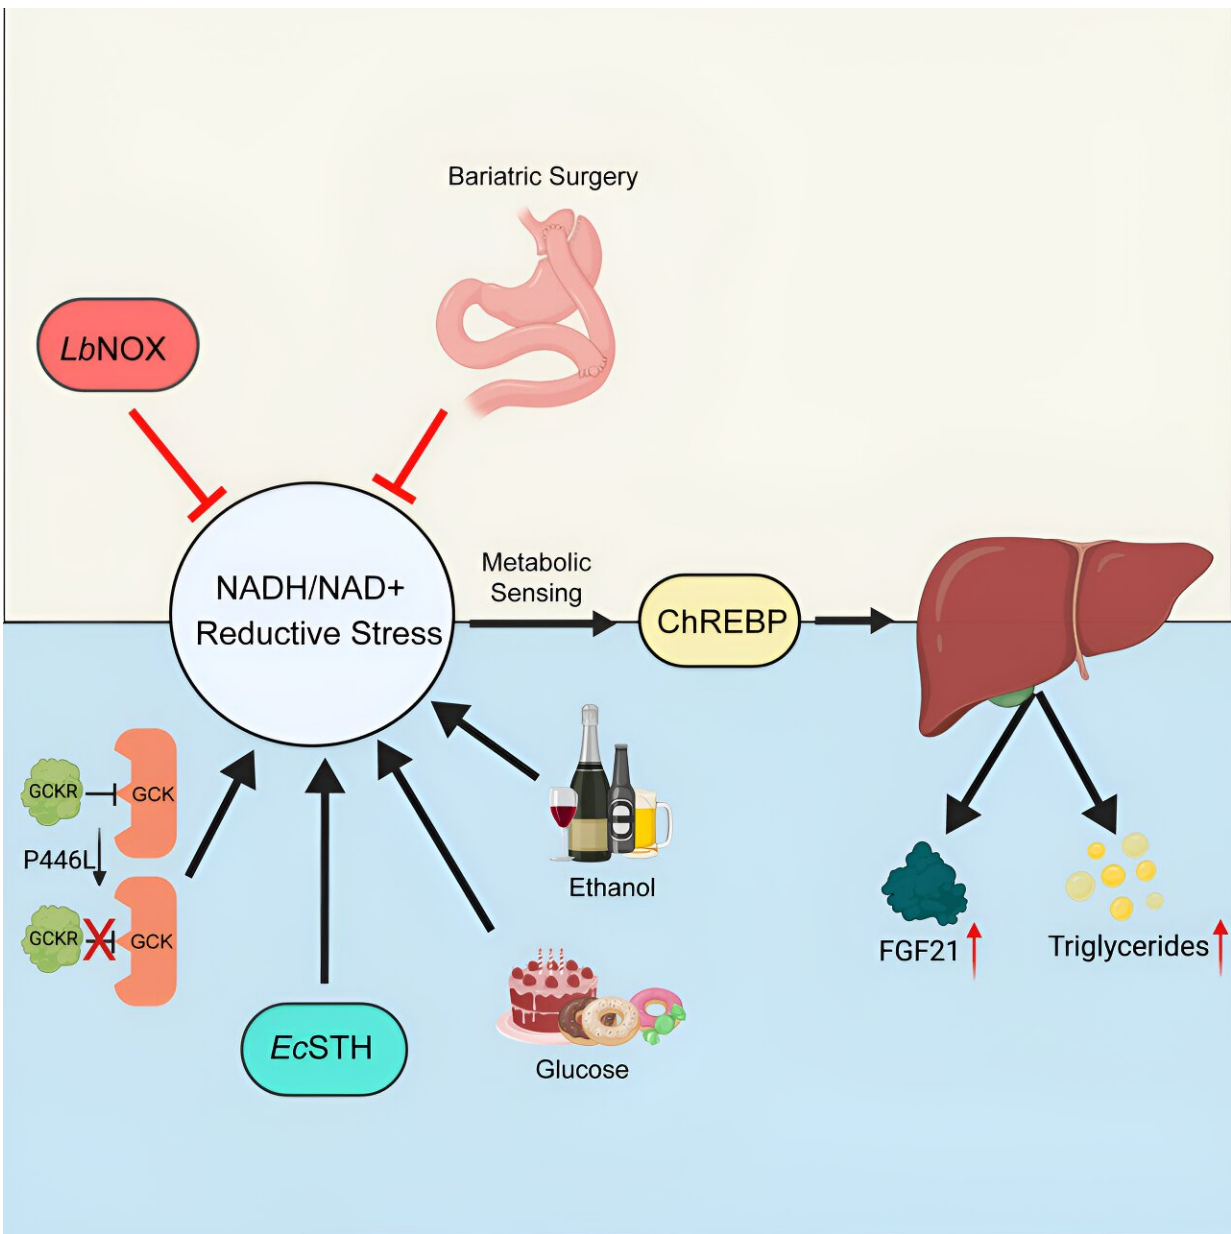 Bariatric Surgery
LbNOX
NADH/NAD+
Reductive Stress
Metabolic
Sensing
ChREBP
GCKR
GCK
P446L
GCKR
X
GCK
Ethanol
FGF21
Triglycerides
EcSTH
Glucose